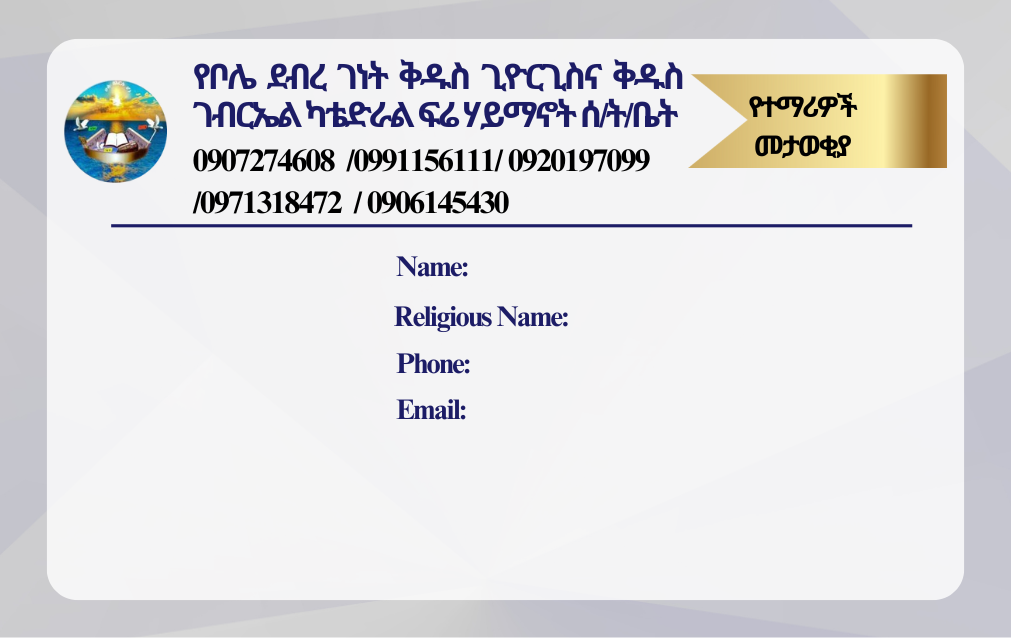 የቦሌ ደብረ ገነት ቅዱስ ጊዮርጊስና ቅዱስ
ገብርኤል ካቴድራል ፍሬ ሃይማኖት ሰ/ት/ቤት
0907274608 /0991156111/ 0920197099
/0971318472 / 0906145430
የተማሪዎች
መታወቂያ
Name:
Religious Name:
Phone:
Email: